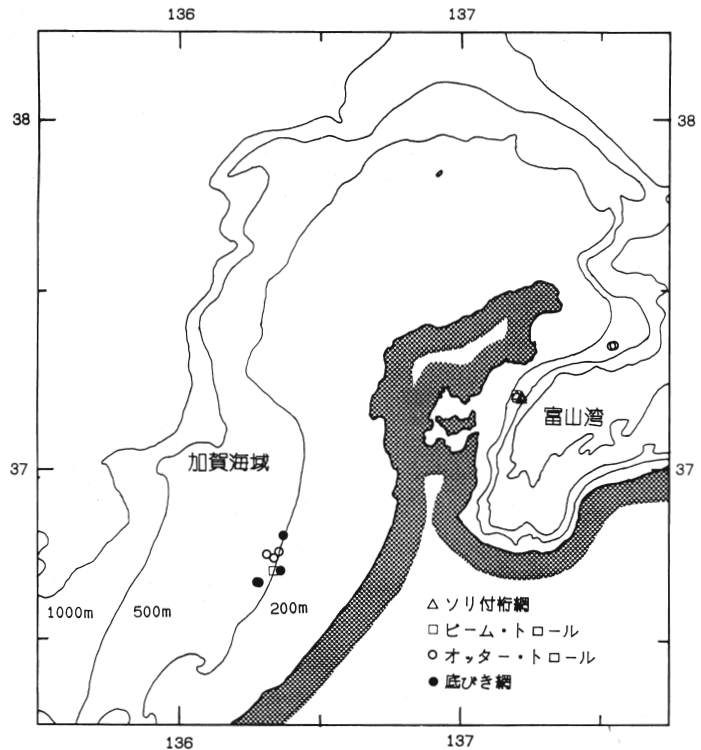 136 137
38 38
富山湾
37 37
加賀海域
1000m 500m 200m
△ ソリ付桁網
□ ビーム・トロール
○ オッター・トロール
● 底びき網
136 137